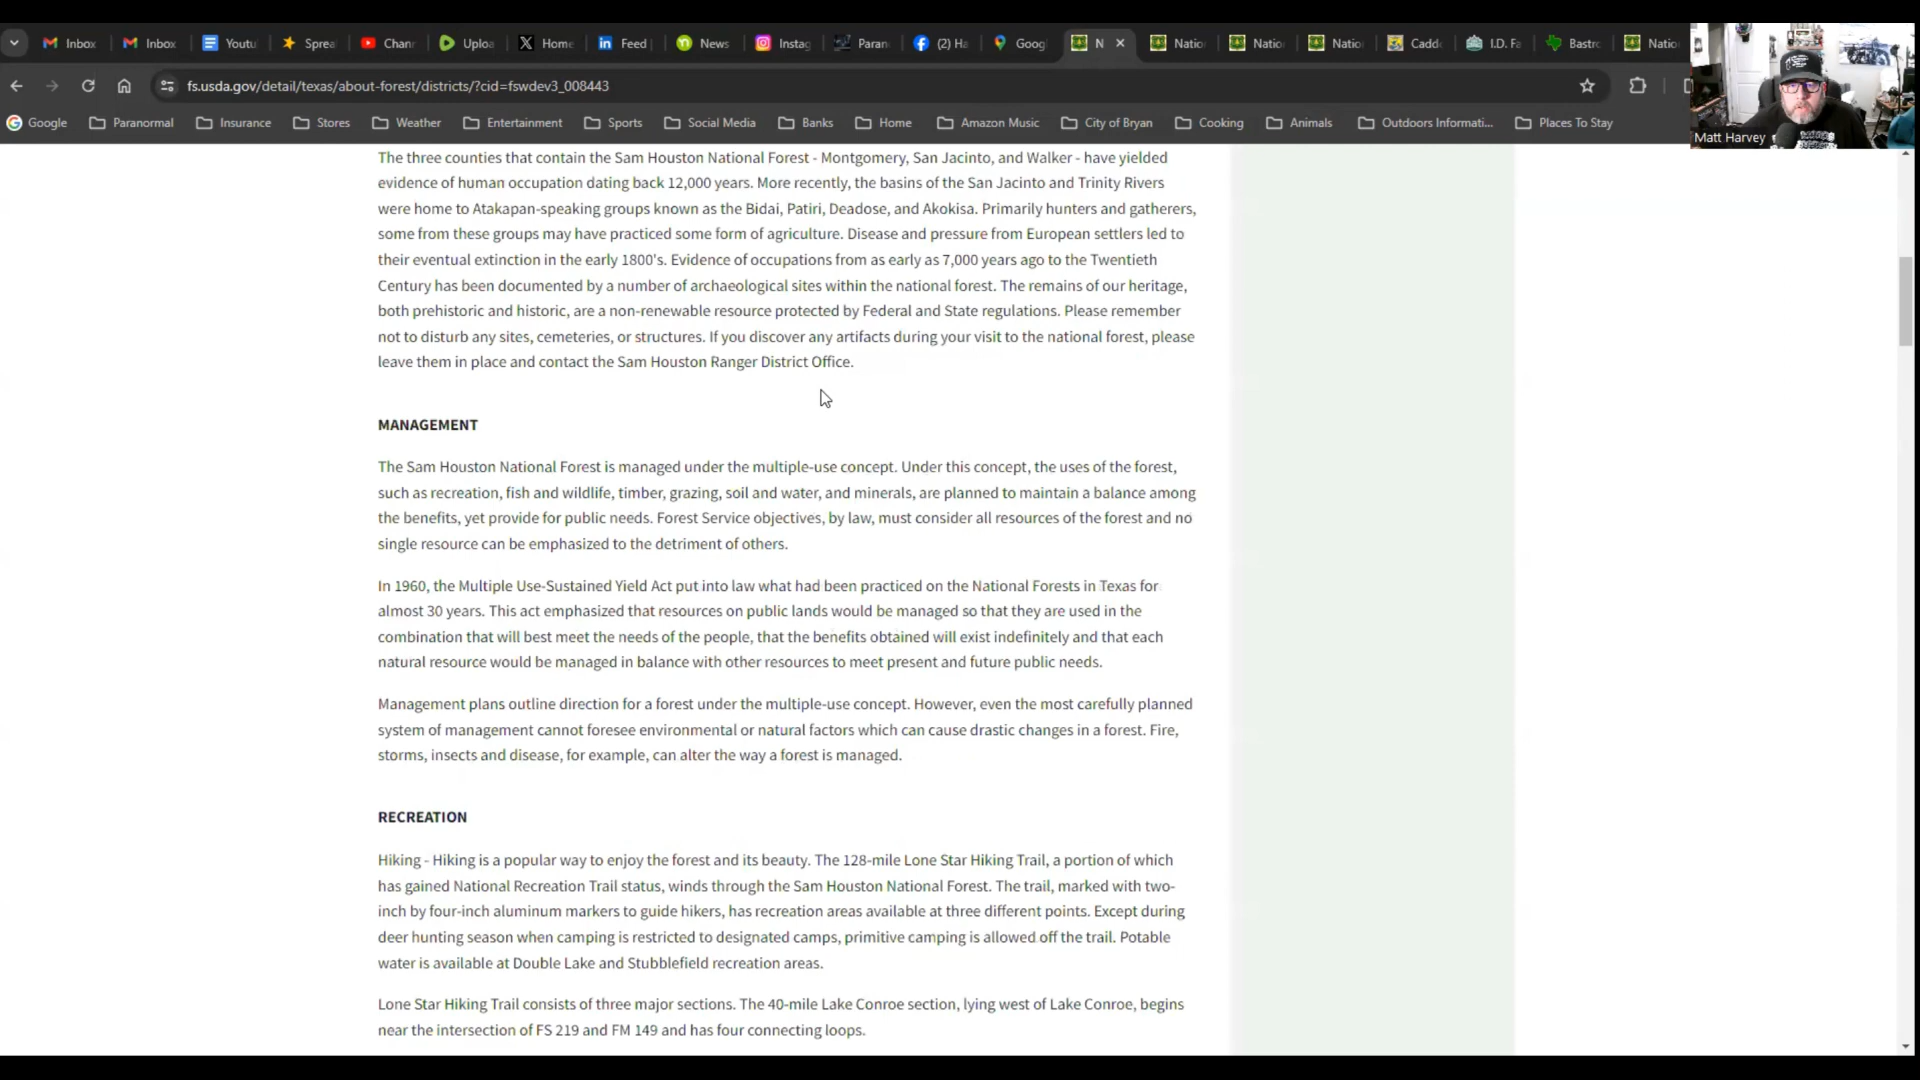 Inbox
Inbox
Youtu
Sprea
Chan
Uploa
Home
Feed
News
Instag
Paran
(2) Ha
Goog
N
Natio
Natio
Natio
Cadd
I.D. Fa
Bastro
Natio
fs.usda.gov/detail/texas/about-forest/districts/?cid=fswdev3_008443
Google
Paranormal
Insurance
Stores
Weather
Entertainment
Sports
Social Media
Banks
Home
Amazon Music
City of Bryan
Cooking
Animals
Outdoors Informati...
Places To Stay
Matt Harvey
The three counties that contain the Sam Houston National Forest - Montgomery, San Jacinto, and Walker - have yielded
evidence of human occupation dating back 12,000 years. More recently, the basins of the San Jacinto and Trinity Rivers
were home to Atakapan-speaking groups known as the Bidai, Patiri, Deadose, and Akokisa. Primarily hunters and gatherers,
some from these groups may have practiced some form of agriculture. Disease and pressure from European settlers led to
their eventual extinction in the early 1800's. Evidence of occupations from as early as 7,000 years ago to the Twentieth
Century has been documented by a number of archaeological sites within the national forest. The remains of our heritage,
both prehistoric and historic, are a non-renewable resource protected by Federal and State regulations. Please remember
not to disturb any sites, cemeteries, or structures. If you discover any artifacts during your visit to the national forest, please
leave them in place and contact the Sam Houston Ranger District Office.
MANAGEMENT
The Sam Houston National Forest is managed under the multiple-use concept. Under this concept, the uses of the forest,
such as recreation, fish and wildlife, timber, grazing, soil and water, and minerals, are planned to maintain a balance among
the benefits, yet provide for public needs. Forest Service objectives, by law, must consider all resources of the forest and no
single resource can be emphasized to the detriment of others.
In 1960, the Multiple Use-Sustained Yield Act put into law what had been practiced on the National Forests in Texas for
almost 30 years. This act emphasized that resources on public lands would be managed so that they are used in the
combination that will best meet the needs of the people, that the benefits obtained will exist indefinitely and that each
natural resource would be managed in balance with other resources to meet present and future public needs.
Management plans outline direction for a forest under the multiple-use concept. However, even the most carefully planned
system of management cannot foresee environmental or natural factors which can cause drastic changes in a forest. Fire,
storms, insects and disease, for example, can alter the way a forest is managed.
RECREATION
Hiking - Hiking is a popular way to enjoy the forest and its beauty. The 128-mile Lone Star Hiking Trail, a portion of which
has gained National Recreation Trail status, winds through the Sam Houston National Forest. The trail, marked with two-
inch by four-inch aluminum markers to guide hikers, has recreation areas available at three different points. Except during
deer hunting season when camping is restricted to designated camps, primitive camping is allowed off the trail. Potable
water is available at Double Lake and Stubblefield recreation areas.
Lone Star Hiking Trail consists of three major sections. The 40-mile Lake Conroe section, lying west of Lake Conroe, begins
near the intersection of FS 219 and FM 149 and has four connecting loops.